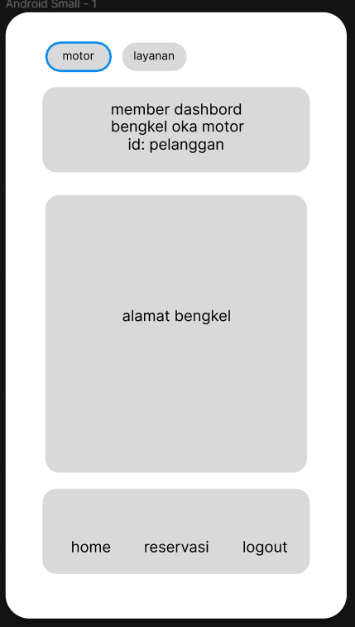 Android Small - 1
motor
layanan
member dashbord
bengkel oka motor
id: pelanggan
alamat bengkel
home
reservasi
logout